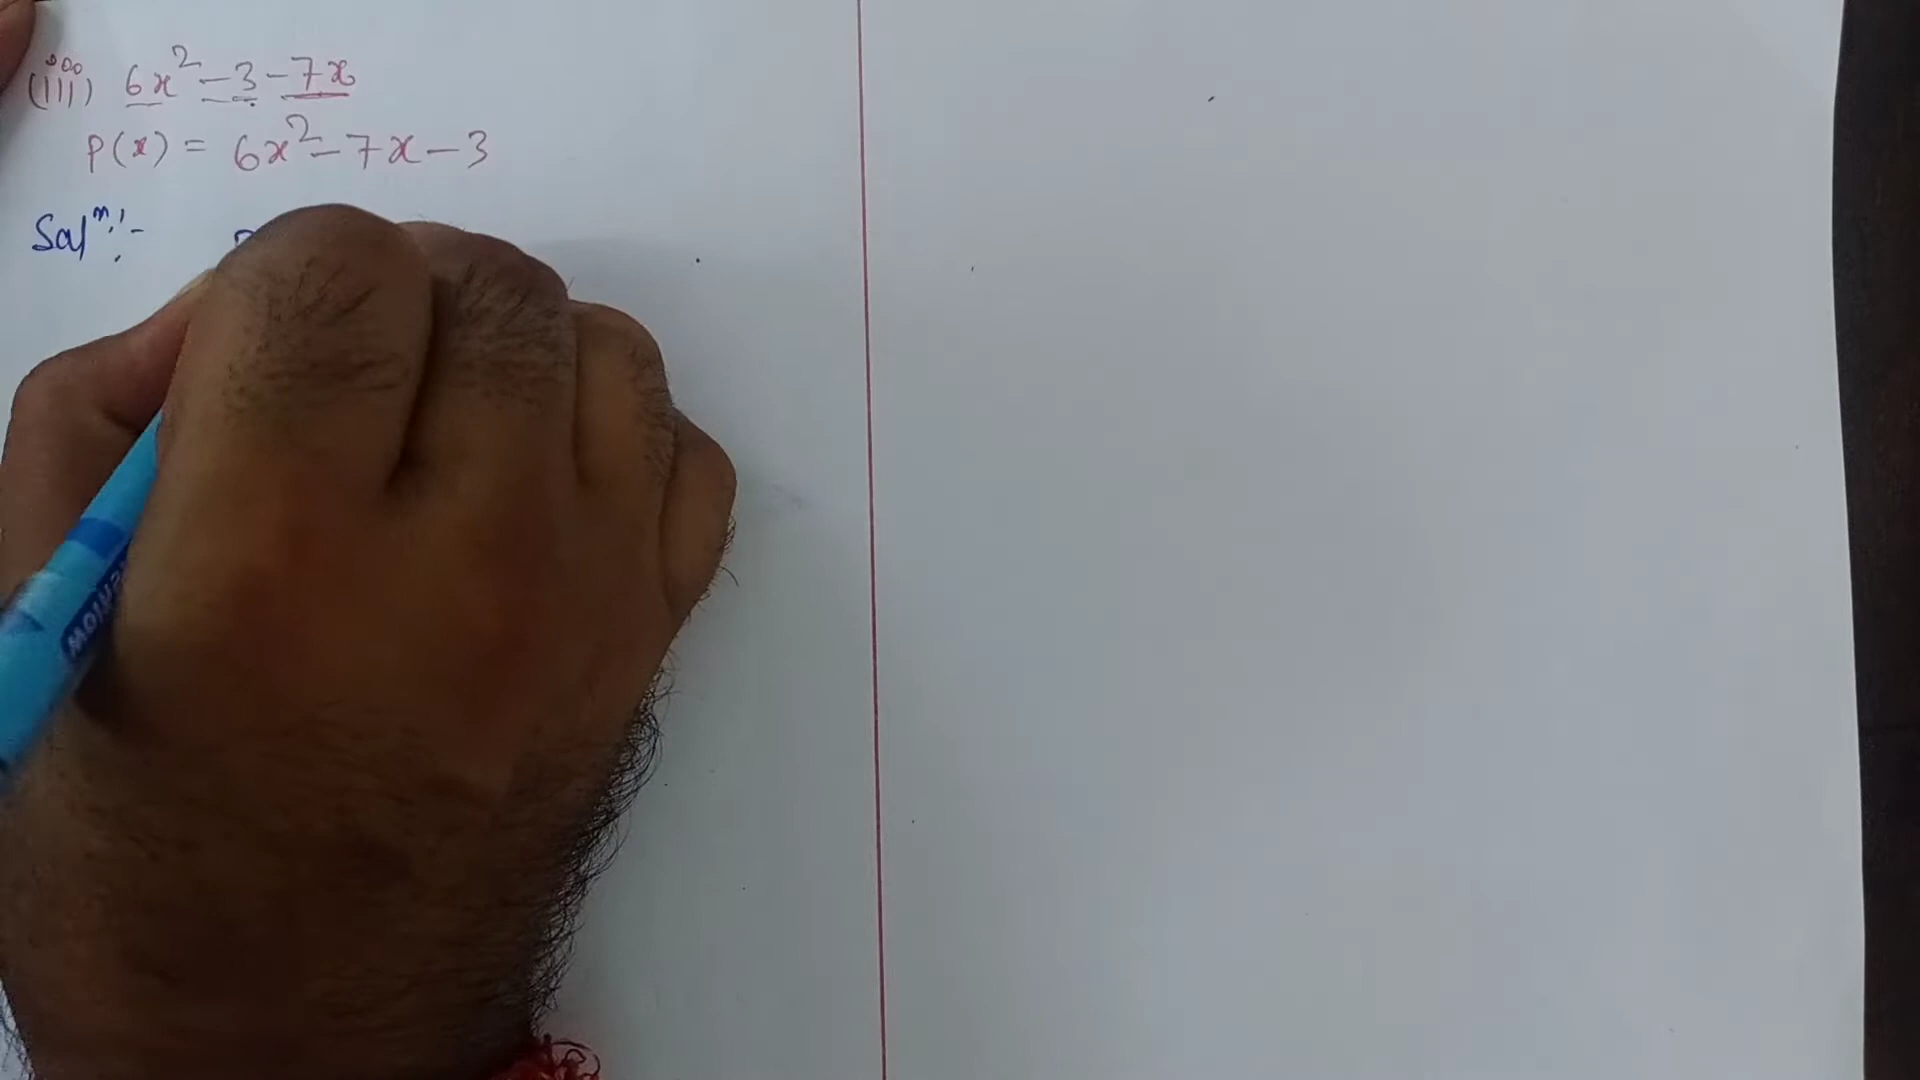 (iii) 6x² - 3 - 7x
P(x) = 6x² - 7x - 3
Solⁿ:-